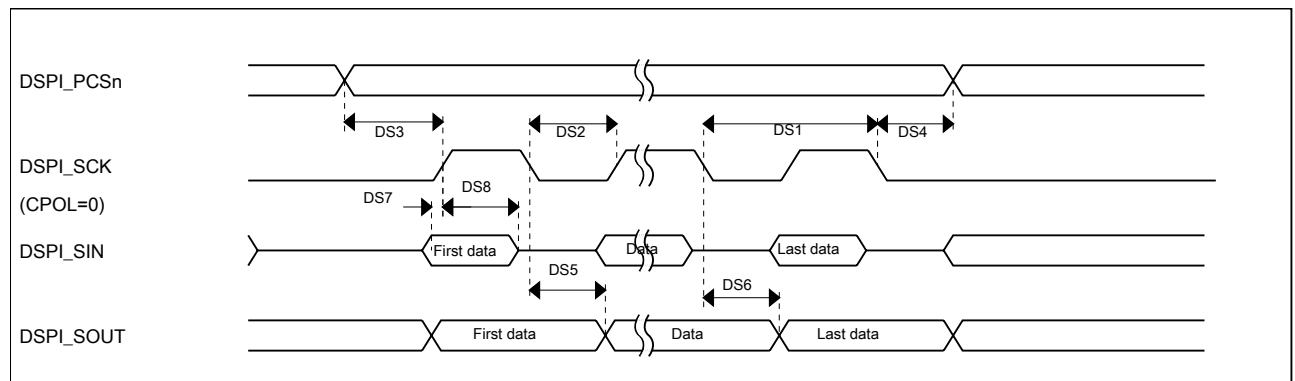 DSPI_PCSn
DS3
DS2
DS1
DS4
DSPI_SCK
(CPOL=0)
DS7
DS8
DSPI_SIN
First data
Data
Last data
DS5
DS6
DSPI_SOUT
First data
Data
Last data